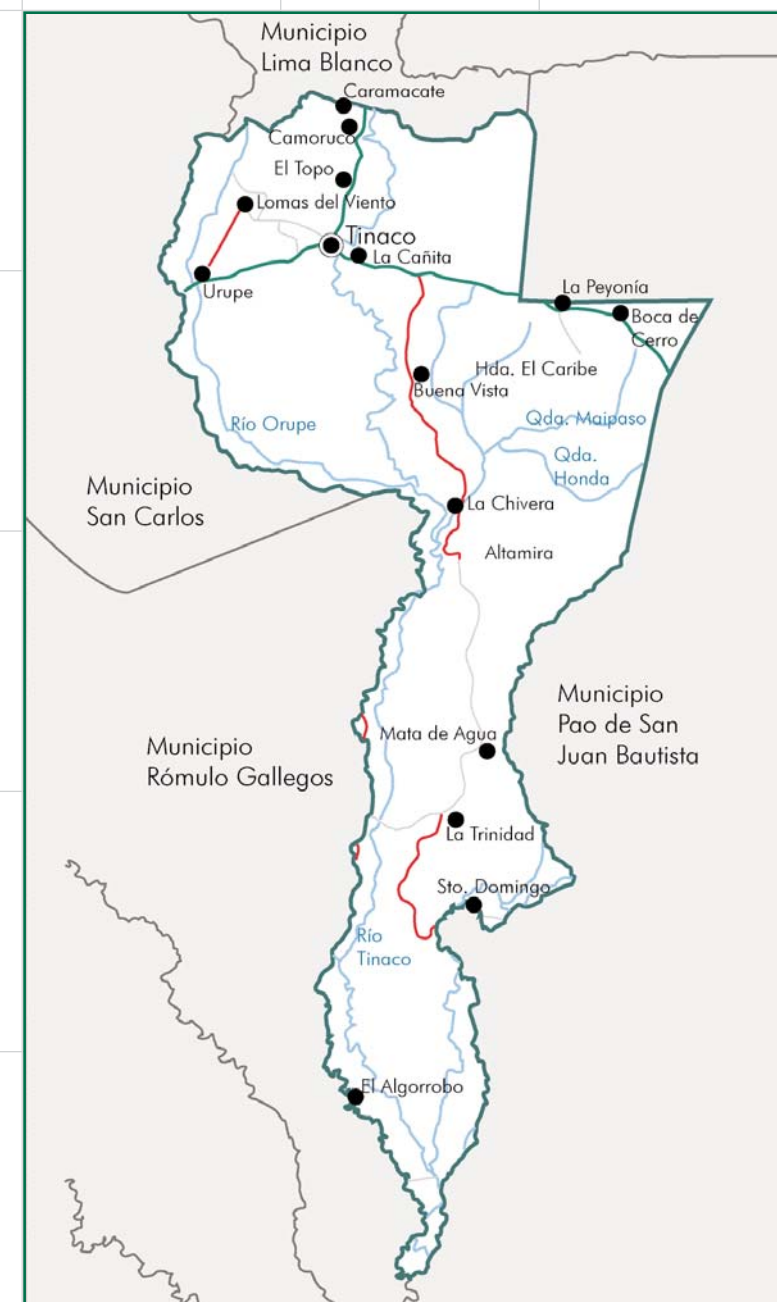 Municipio
Lima Blanco
Caramacate
Camoruco
El Topo
Lomas del Viento
Tinaco
La Cañita
Urupe
La Peyonía
Boca de
Cerro
Hda. El Caribe
Buena Vista
Río Orupe
Qda. Maipaso
Qda.
Honda
Municipio
San Carlos
La Chivera
Altamira
Municipio
Pao de San
Juan Bautista
Mata de Agua
Municipio
Rómulo Gallegos
La Trinidad
Sto. Domingo
Río
Tinaco
El Algorrobo